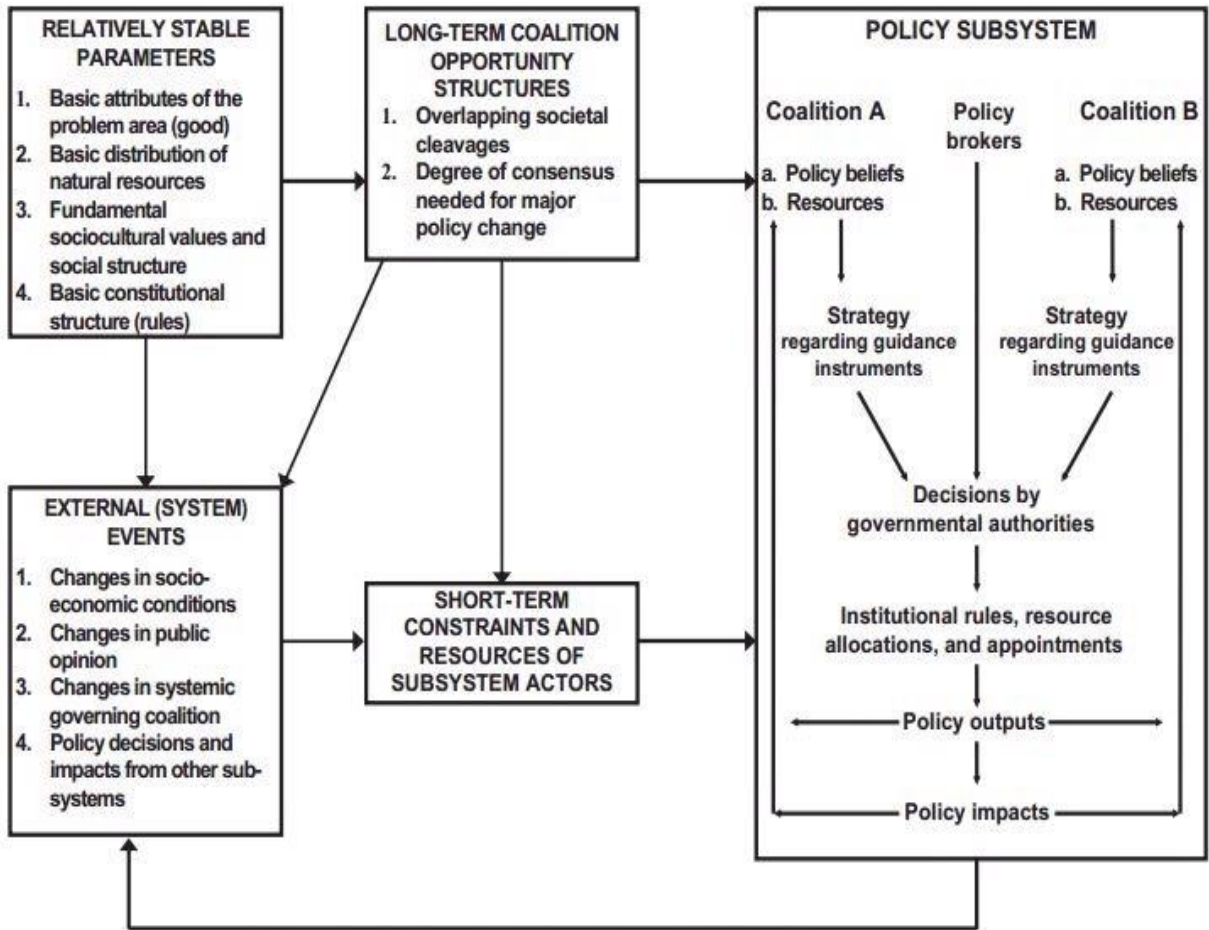 RELATIVELY STABLE
PARAMETERS
1. Basic attributes of the
problem area (good)
2. Basic distribution of
natural resources
3. Fundamental
sociocultural values and
social structure
4. Basic constitutional
structure (rules)
LONG-TERM COALITION
OPPORTUNITY
STRUCTURES
1. Overlapping societal
cleavages
2. Degree of consensus
needed for major
policy change
POLICY SUBSYSTEM
Coalition A
Policy
brokers
Coalition B
a. Policy beliefs
b. Resources
a. Policy beliefs
b. Resources
Strategy
regarding guidance
instruments
Strategy
regarding guidance
instruments
Decisions by
governmental authorities
Institutional rules, resource
allocations, and appointments
Policy outputs
Policy impacts
EXTERNAL (SYSTEM)
EVENTS
1. Changes in socio-
economic conditions
2. Changes in public
opinion
3. Changes in systemic
governing coalition
4. Policy decisions and
impacts from other sub-
systems
SHORT-TERM
CONSTRAINTS AND
RESOURCES OF
SUBSYSTEM ACTORS